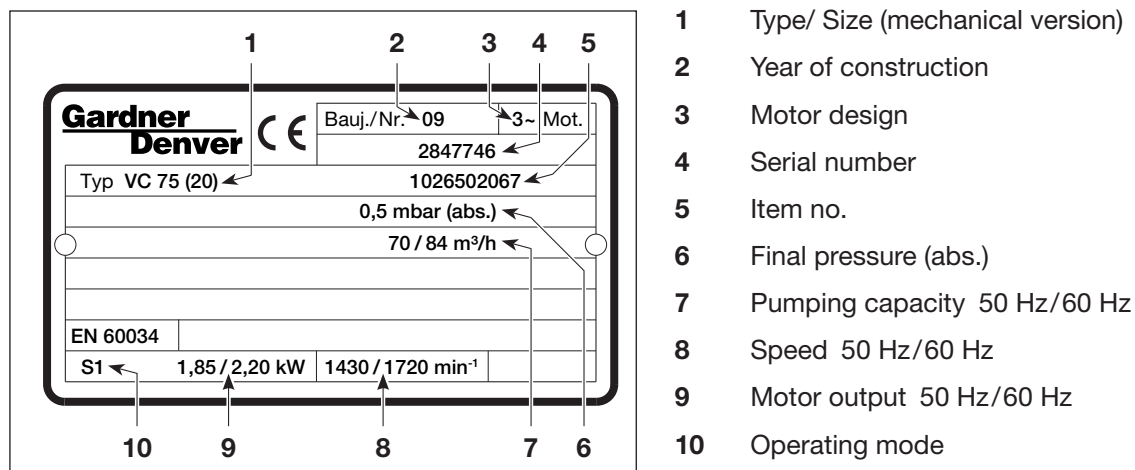 1 2 3 4 5
Gardner
Denver
CE
Bauj./Nr. 09
3~ Mot.
2847746
Typ VC 75 (20)
1026502067
0,5 mbar (abs.)
70 / 84 m³/h
EN 60034
S1
1,85 / 2,20 kW
1430 / 1720 min⁻¹
10 9 8 7 6
1 Type/ Size (mechanical version)
2 Year of construction
3 Motor design
4 Serial number
5 Item no.
6 Final pressure (abs.)
7 Pumping capacity 50 Hz/60 Hz
8 Speed 50 Hz/60 Hz
9 Motor output 50 Hz/60 Hz
10 Operating mode